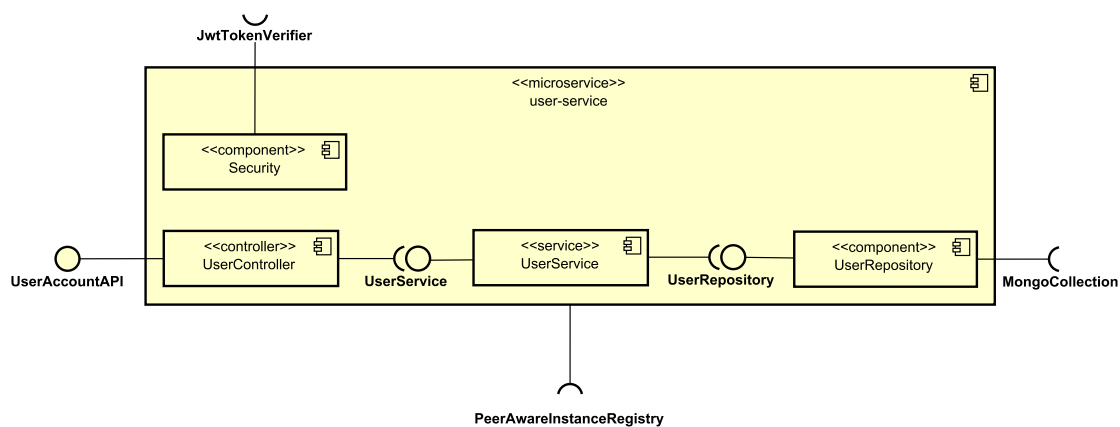 JwtTokenVerifier
<<microservice>>
user-service
<<component>>
Security
<<controller>>
UserController
<<service>>
UserService
<<component>>
UserRepository
UserAccountAPI
UserService
UserRepository
MongoCollection
PeerAwareInstanceRegistry